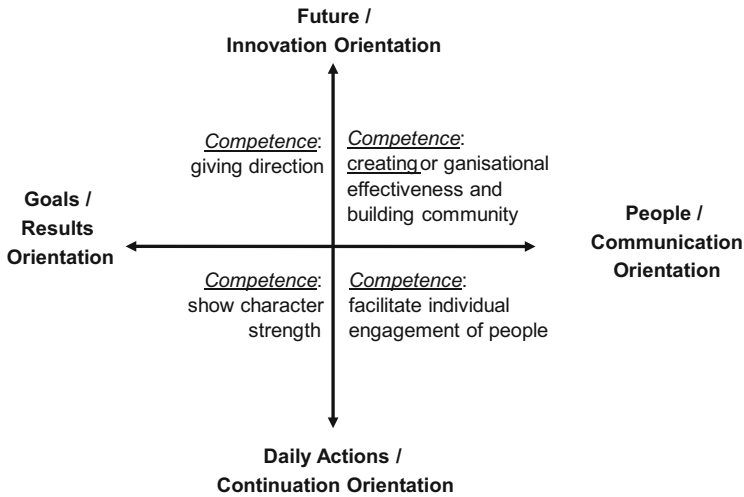 Future /
Innovation Orientation
Competence:
giving direction
Competence:
creating or ganisational
effectiveness and
building community
Goals /
Results
Orientation
People /
Communication
Orientation
Competence:
show character
strength
Competence:
facilitate individual
engagement of people
Daily Actions /
Continuation Orientation